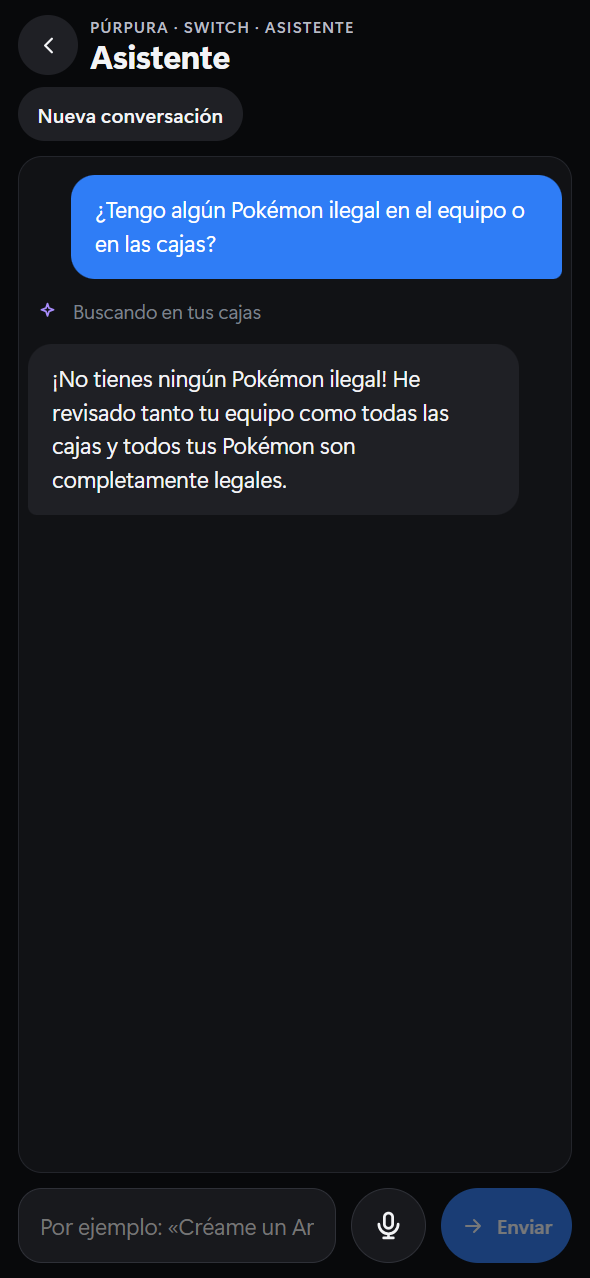 PÚRPURA · SWITCH · ASISTENTE
Asistente
Nueva conversación
¿Tengo algún Pokémon ilegal en el equipo o
en las cajas?
Buscando en tus cajas
¡No tienes ningún Pokémon ilegal! He
revisado tanto tu equipo como todas las
cajas y todos tus Pokémon son
completamente legales.
Por ejemplo: «Créame un Ar
Enviar